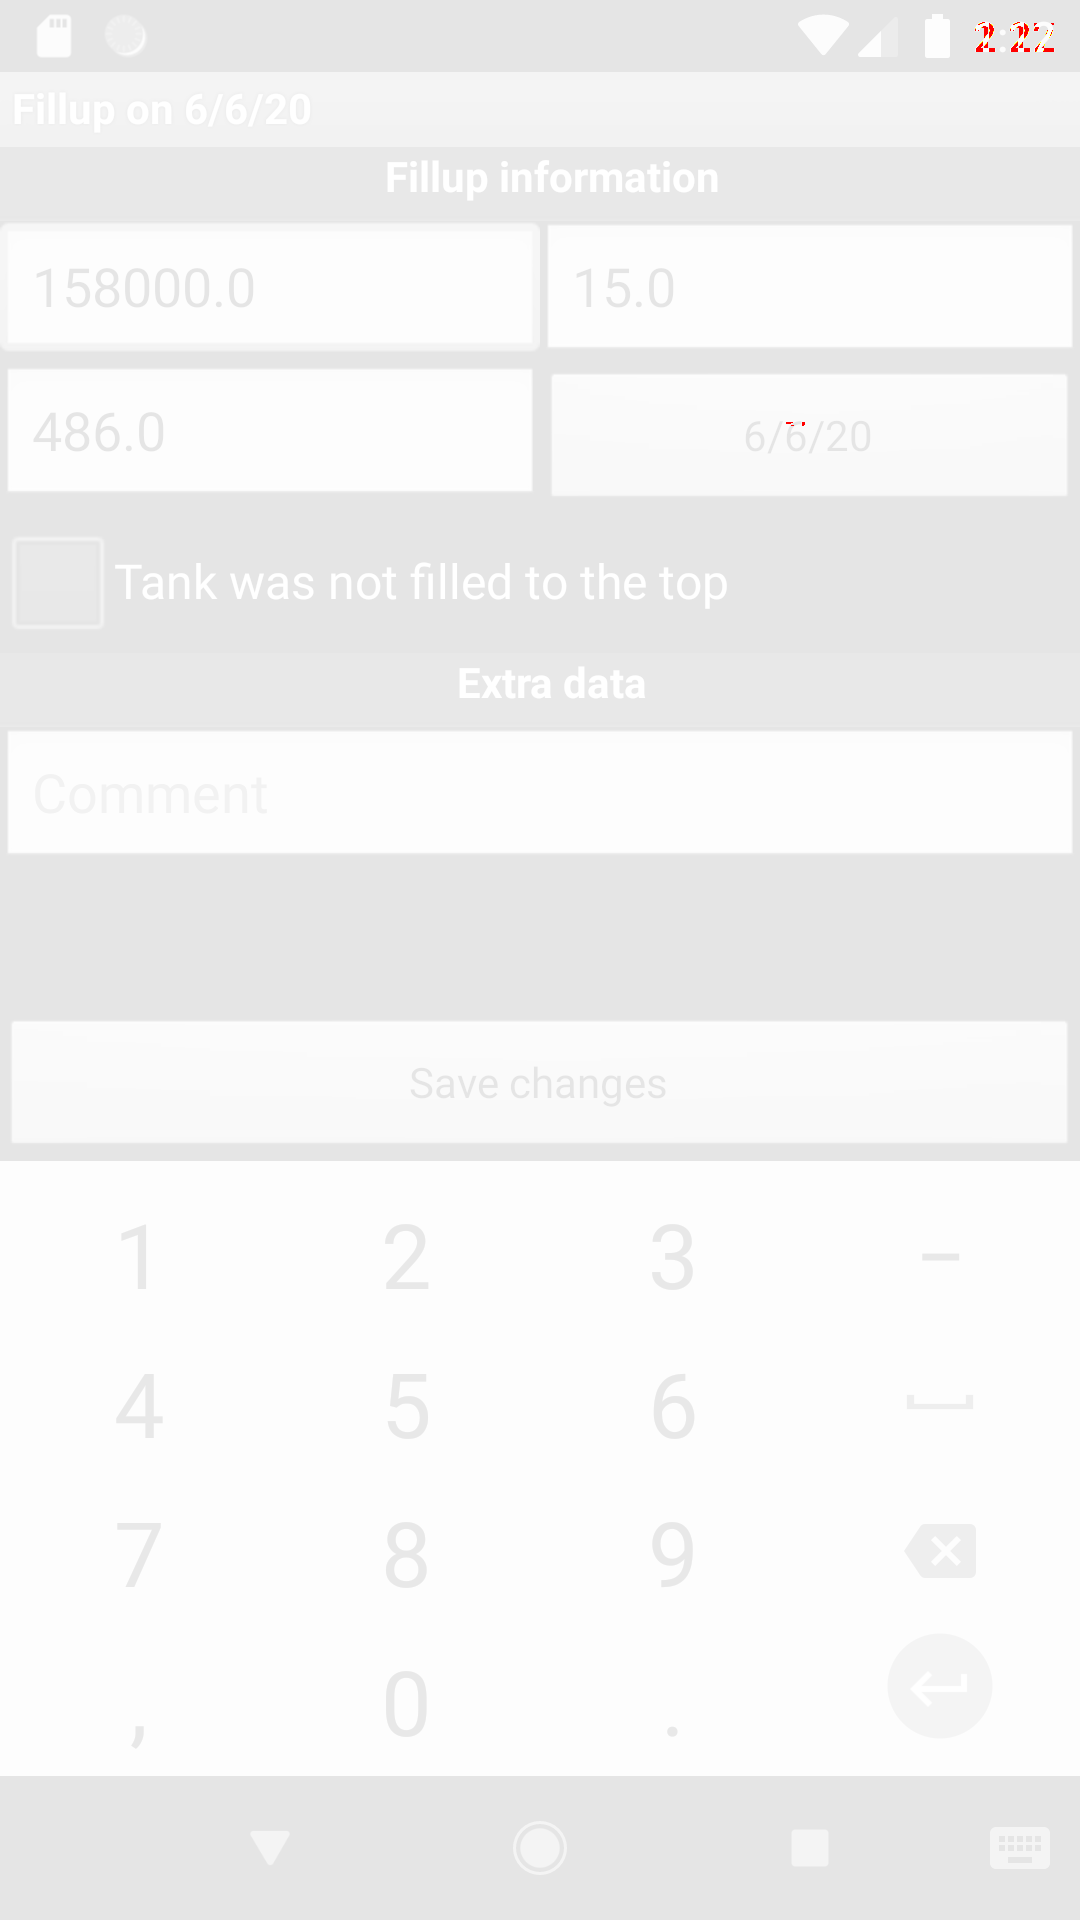 Fillup on 6/6/20
Fillup information
158000.0 15.0
486.0 6/6/20
Tank was not filled to the top
Extra data
Comment
Save changes
1 2 3 –
4 5 6
7 8 9
, 0 .